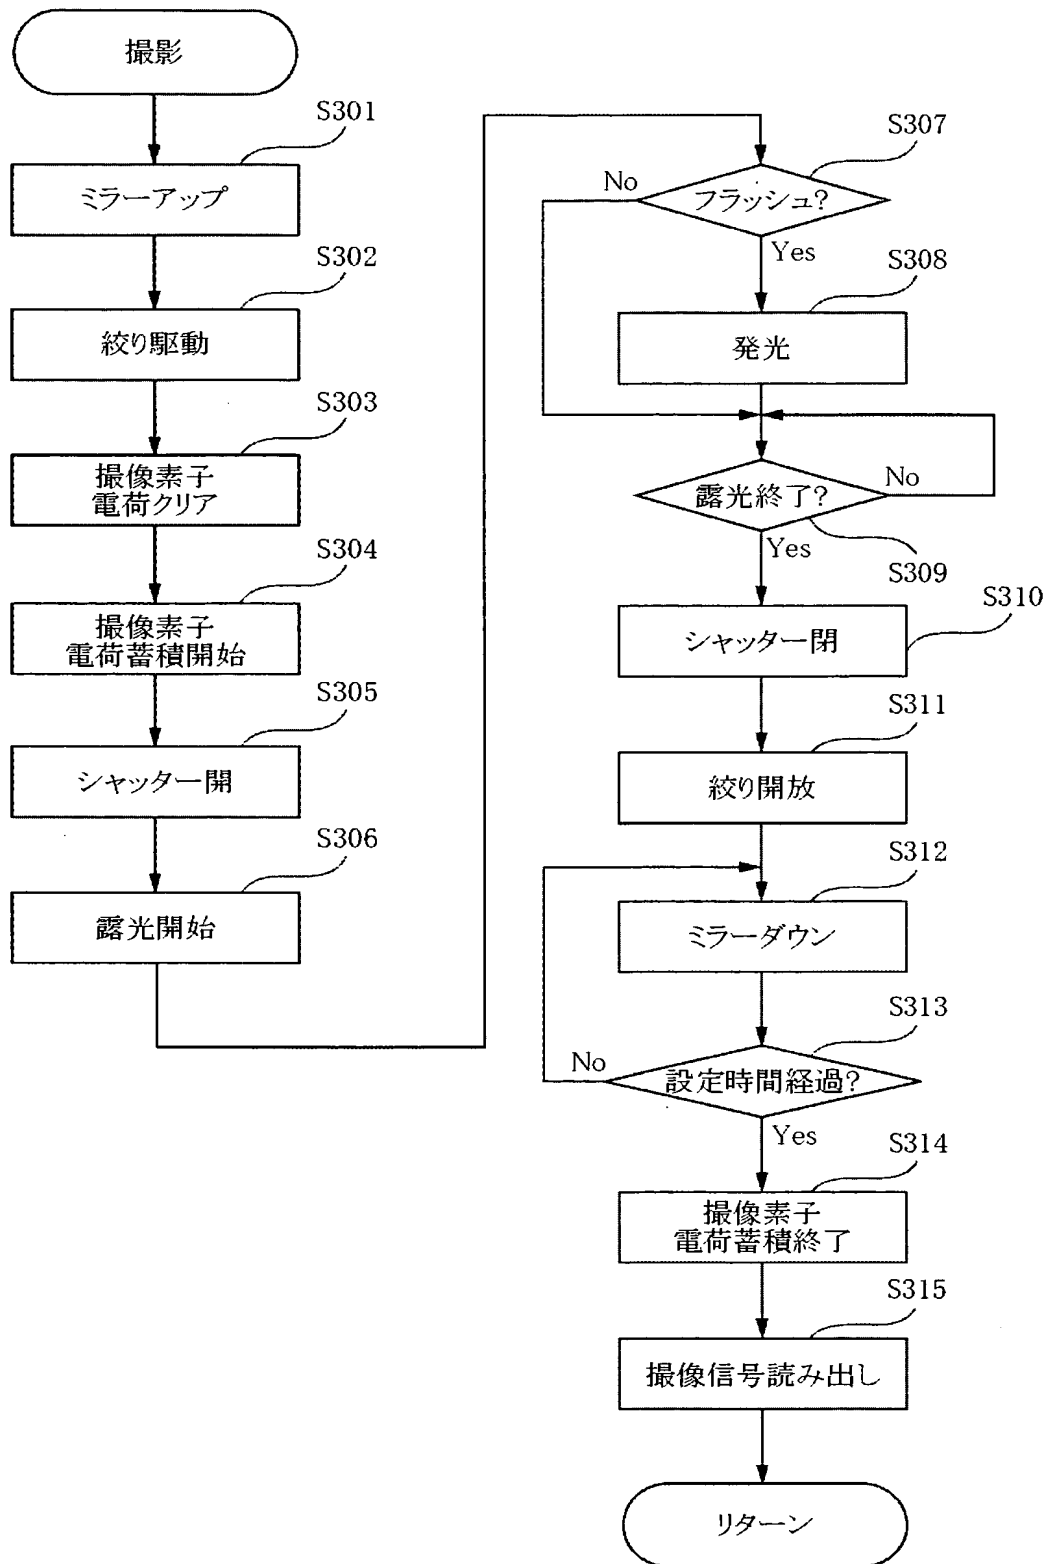 撮影
S301
ミラーアップ
S302
絞り駆動
S303
撮像素子
電荷クリア
S304
撮像素子
電荷蓄積開始
S305
シャッター開
S306
露光開始
S307
フラッシュ?
No
Yes
S308
発光
露光終了?
No
Yes
S309
S310
シャッター閉
S311
絞り開放
S312
ミラーダウン
S313
設定時間経過?
No
Yes
S314
撮像素子
電荷蓄積終了
S315
撮像信号読み出し
リターン